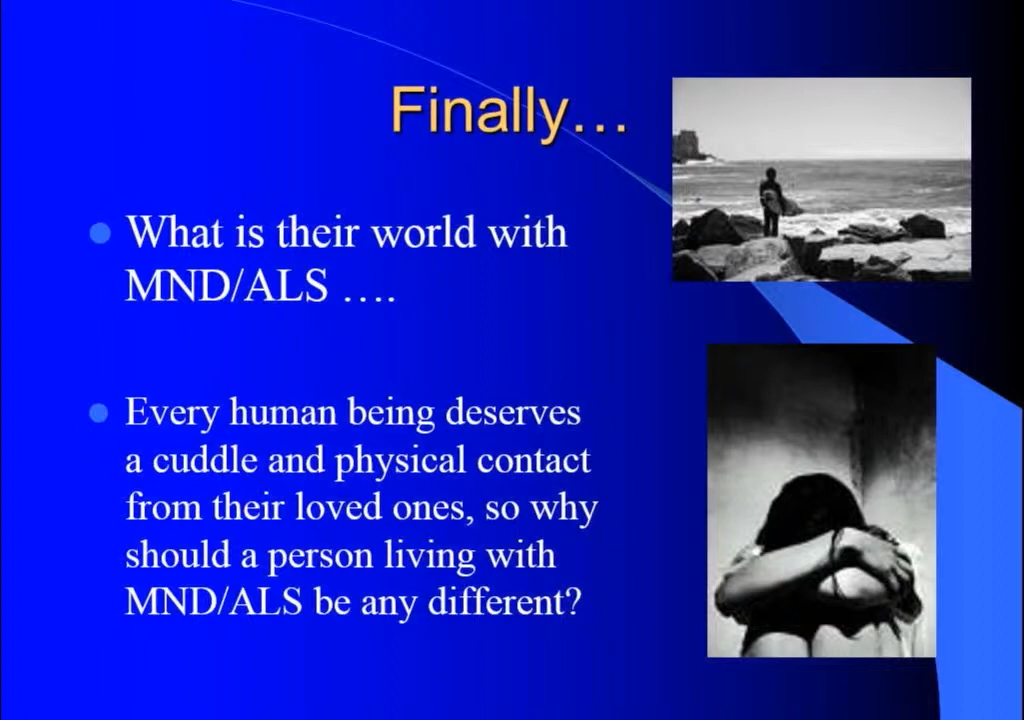 Finally…
What is their world with
MND/ALS ….
Every human being deserves
a cuddle and physical contact
from their loved ones, so why
should a person living with
MND/ALS be any different?